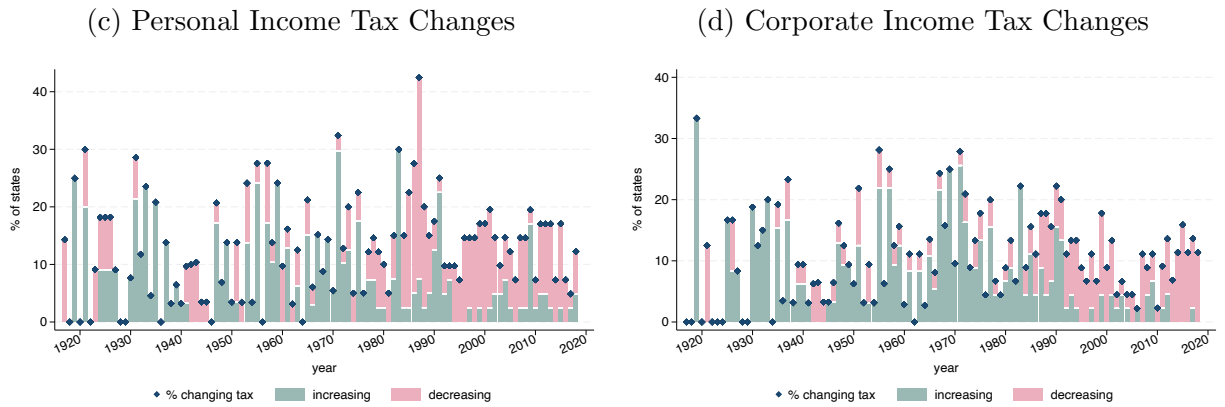 (c) Personal Income Tax Changes
40
30
20
10
0
% of states
1920 1930 1940 1950 1960 1970 1980 1990 2000 2010 2020
year
% changing tax increasing decreasing
(d) Corporate Income Tax Changes
40
30
20
10
0
% of states
1920 1930 1940 1950 1960 1970 1980 1990 2000 2010 2020
year
% changing tax increasing decreasing